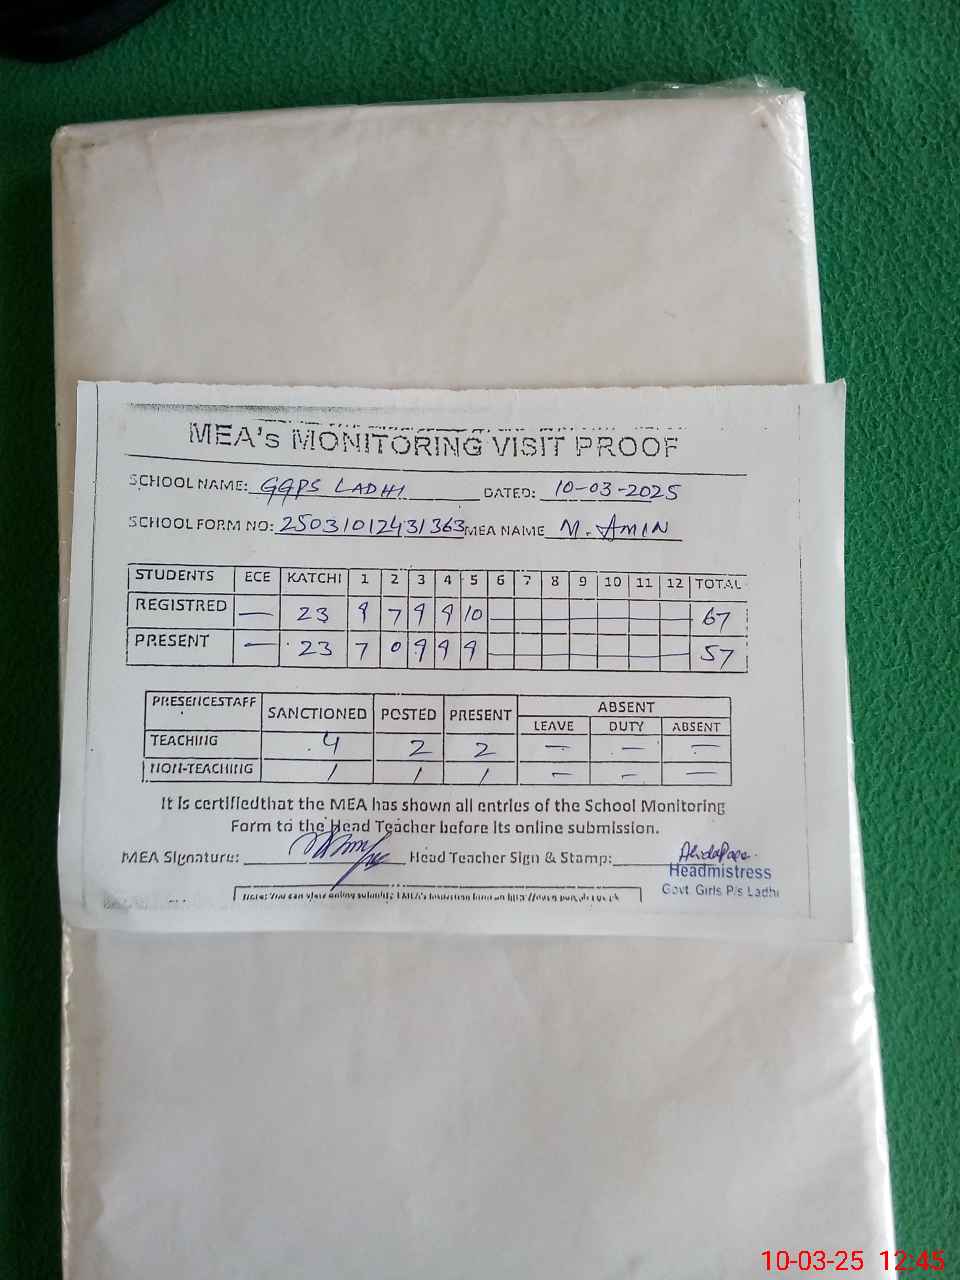 MEA's MONITORING VISIT PROOF
SCHOOL NAME: GGPS LADHI DATED: 10-03-2025
SCHOOL FORM NO: 25031012431363 MEA NAME M. AMIN
STUDENTS ECE KATCHI 1 2 3 4 5 6 7 8 9 10 11 12 TOTAL
REGISTRED — 23 9 7 9 9 10 67
PRESENT — 23 7 0 9 9 9 57
PRESENCESTAFF SANCTIONED POSTED PRESENT ABSENT
LEAVE DUTY ABSENT
TEACHING 4 2 2 — — —
NON-TEACHING 1 1 1 — — —
It is certifiedthat the MEA has shown all entries of the School Monitoring
Form to the Head Teacher before its online submission.
MEA Signature: Head Teacher Sign & Stamp:
Headmistress
Govt. Girls P/s Ladhi
10-03-25 12:45